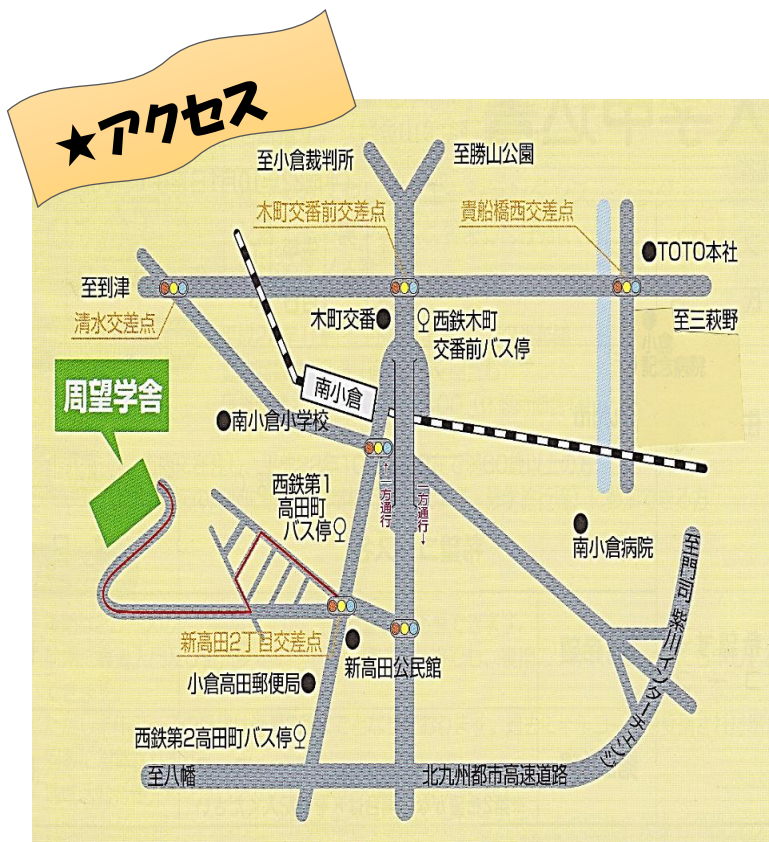 ★アクセス
至小倉裁判所
至勝山公園
木町交番前交差点
貴船橋西交差点
TOTO本社
至到津
清水交差点
木町交番
西鉄木町
交番前バス停
至三萩野
周望学舎
南小倉
南小倉小学校
西鉄第1
高田町
バス停
←一方通行
一方通行→
南小倉病院
至門司
紫川インターチェンジ
新高田2丁目交差点
新高田公民館
小倉高田郵便局
西鉄第2高田町バス停
至八幡
北九州都市高速道路